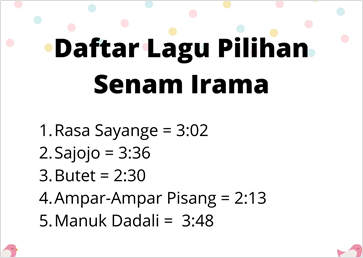 Daftar Lagu Pilihan
Senam Irama
1. Rasa Sayange = 3:02
2. Sajojo = 3:36
3. Butet = 2:30
4. Ampar-Ampar Pisang = 2:13
5. Manuk Dadali =  3:48